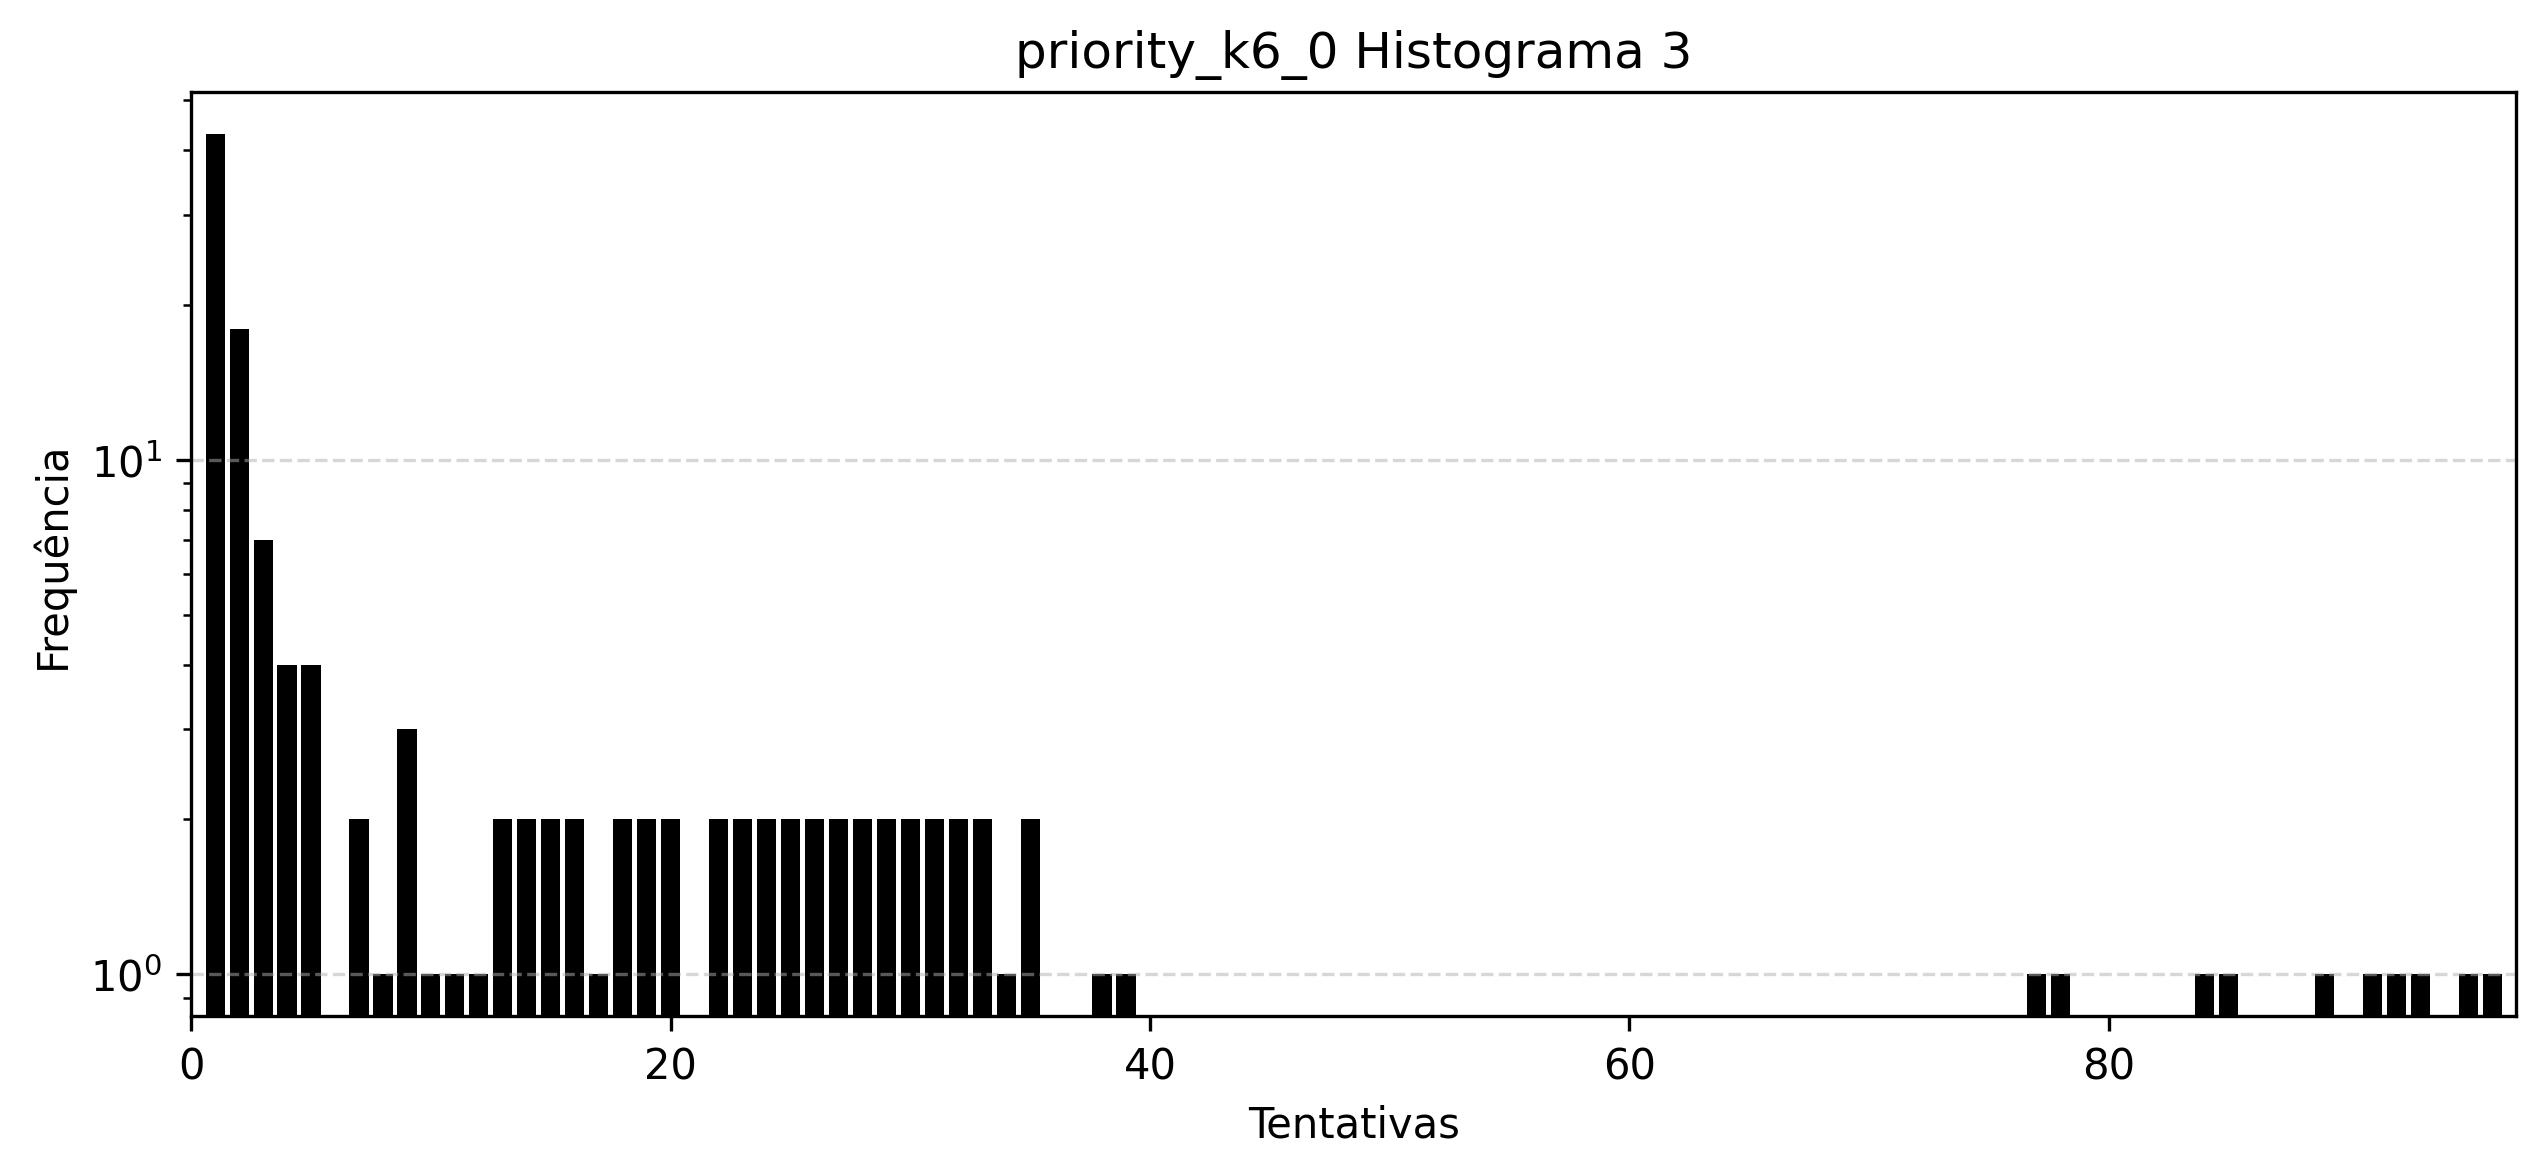 priority_k6_0 Histograma 3
Frequência
10¹
10⁰
0 20 40 60 80
Tentativas